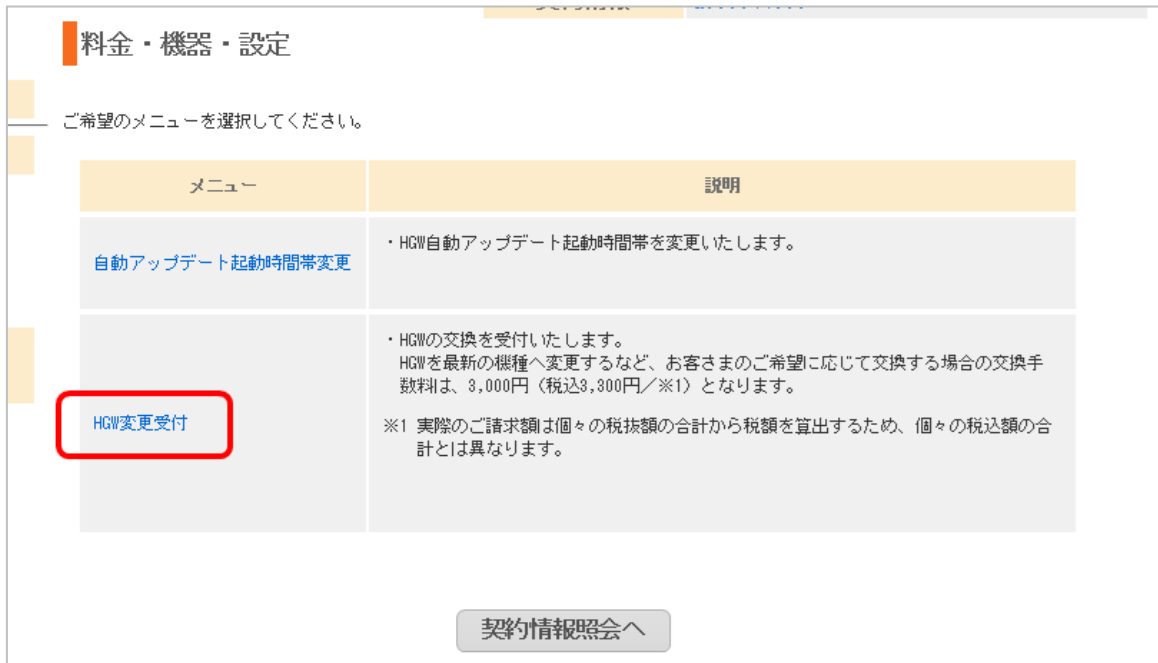 料金・機器・設定
ご希望のメニューを選択してください。
メニュー
説明
自動アップデート起動時間帯変更
・HGW自動アップデート起動時間帯を変更いたします。
HGW変更受付
・HGWの交換を受付いたします。
HGWを最新の機種へ変更するなど、お客さまのご希望に応じて交換する場合の交換手
数料は、3,000円（税込3,300円／※1）となります。
※1 実際のご請求額は個々の税抜額の合計から税額を算出するため、個々の税込額の合
計とは異なります。
契約情報照会へ